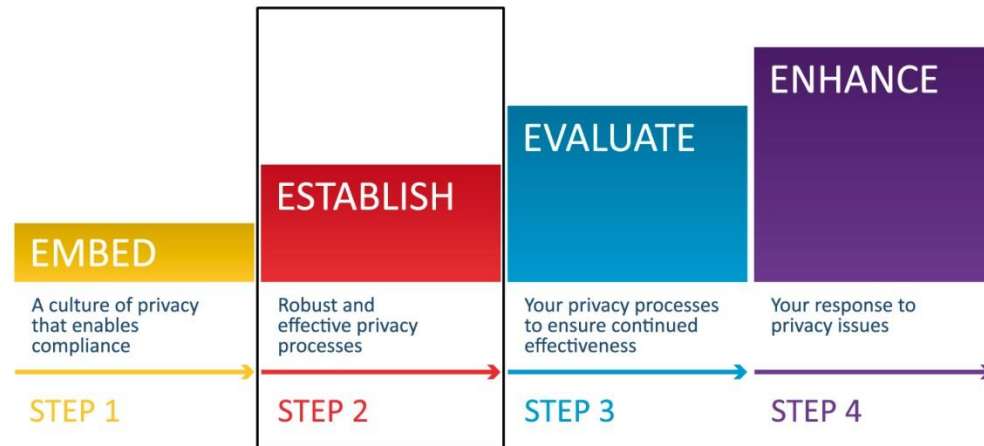 EMBED
A culture of privacy
that enables
compliance
STEP 1
ESTABLISH
Robust and
effective privacy
processes
STEP 2
EVALUATE
Your privacy processes
to ensure continued
effectiveness
STEP 3
ENHANCE
Your response to
privacy issues
STEP 4